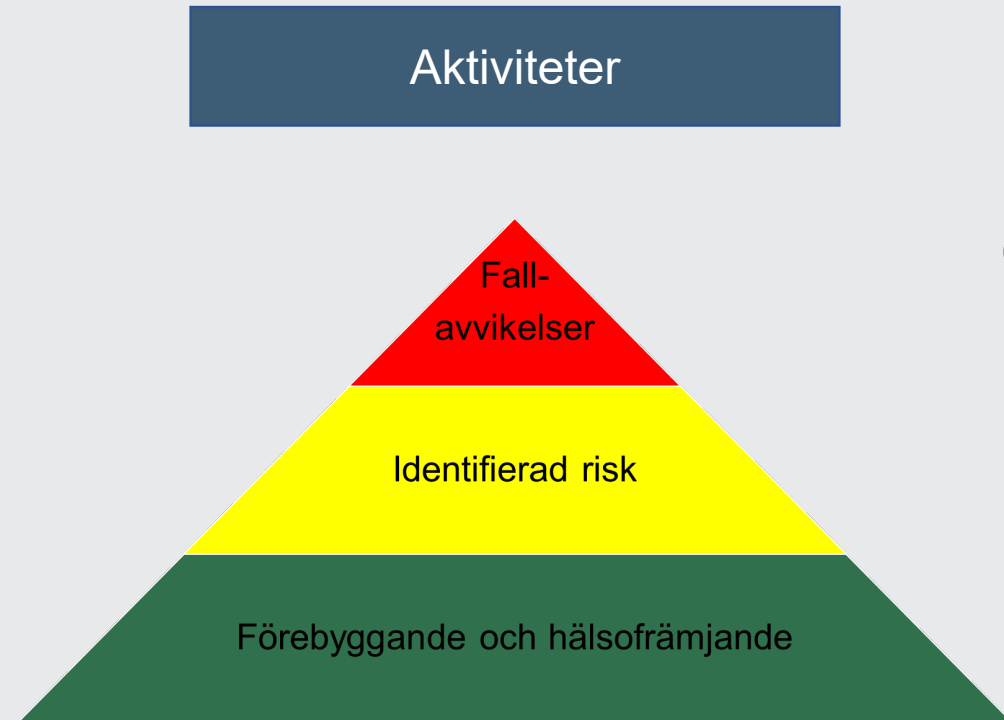 Aktiviteter
Fall-
avvikelser
Identifierad risk
Förebyggande och hälsofrämjande